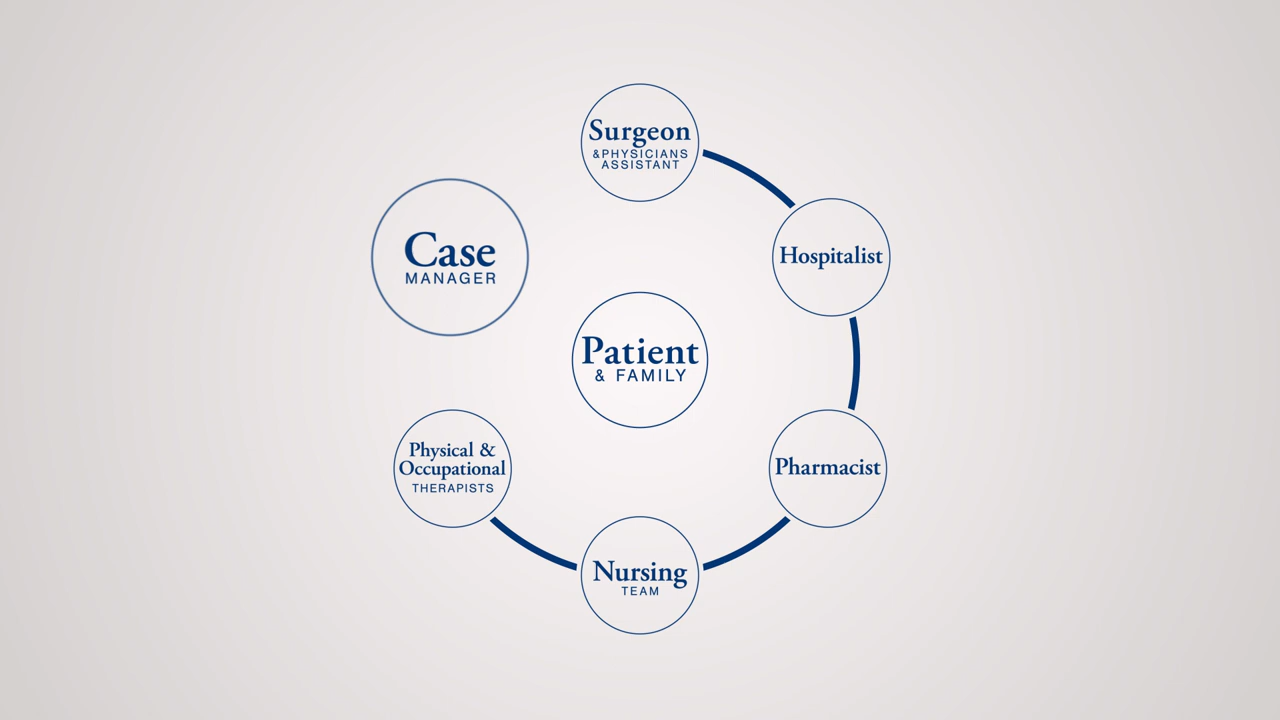 Surgeon
&PHYSICIANS
ASSISTANT
Case
MANAGER
Hospitalist
Patient
& FAMILY
Physical &
Occupational
THERAPISTS
Pharmacist
Nursing
TEAM